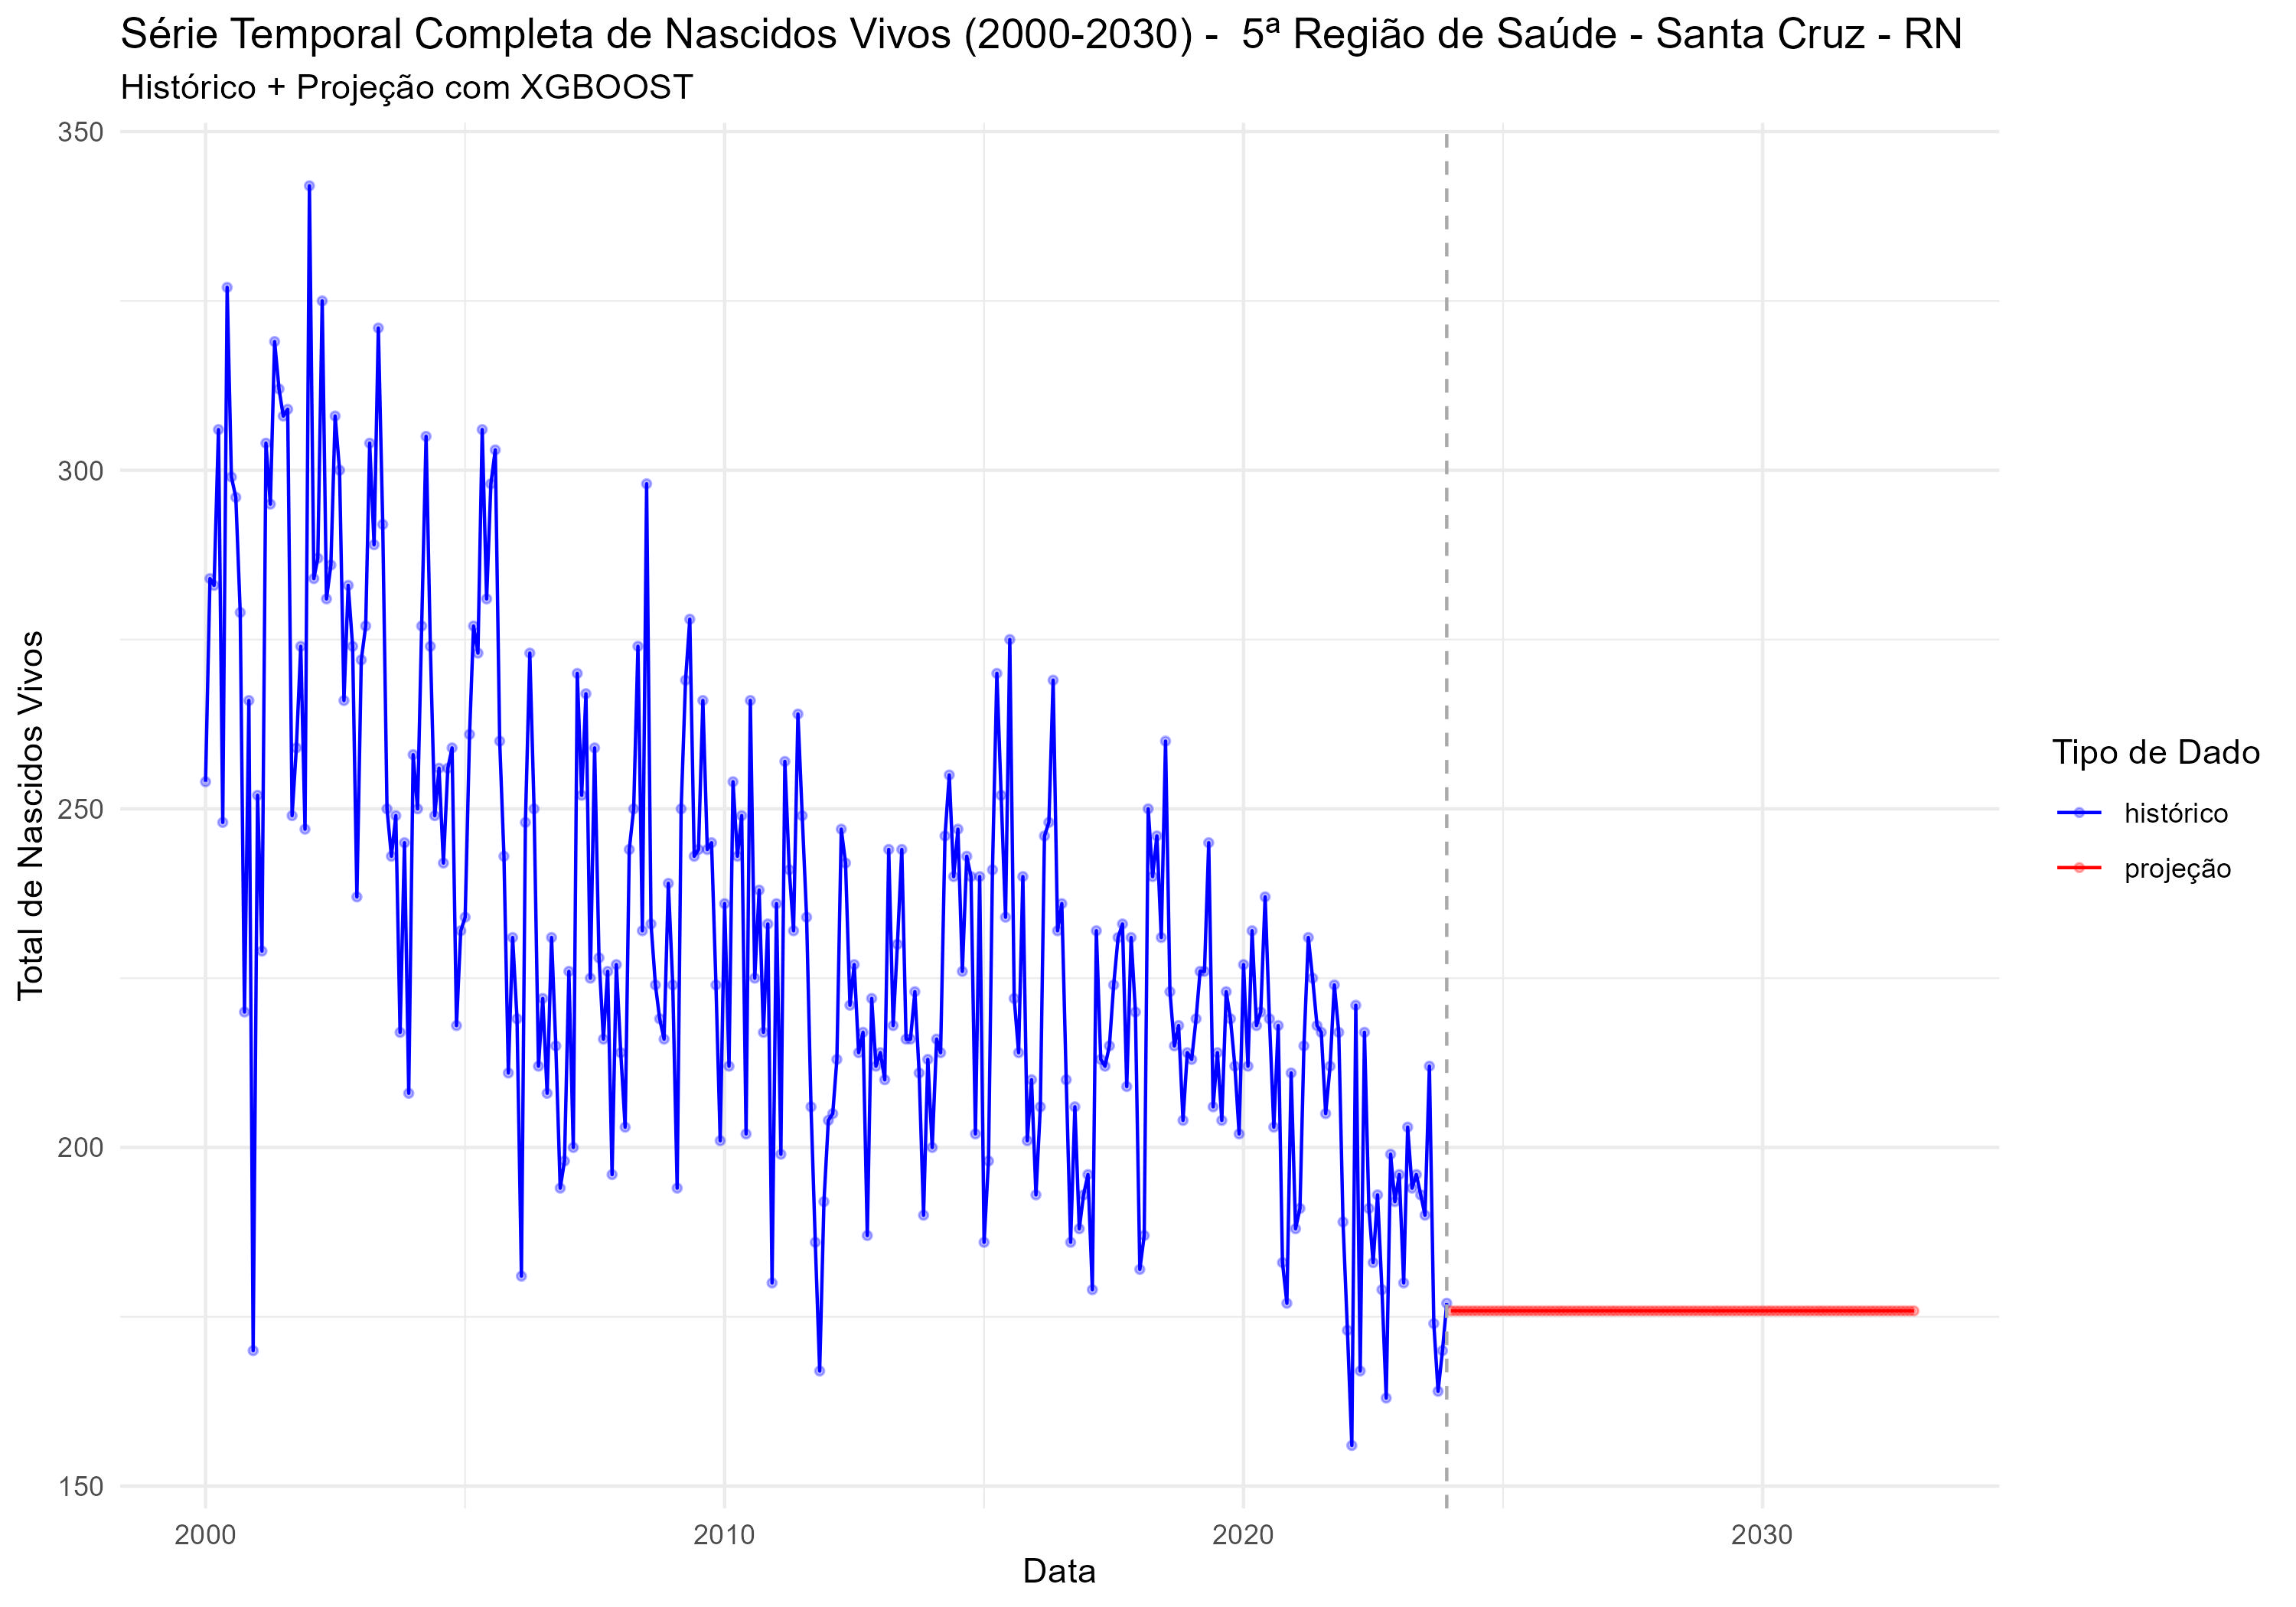 Série Temporal Completa de Nascidos Vivos (2000-2030) -  5ª Região de Saúde - Santa Cruz - RN
Histórico + Projeção com XGBOOST
350
300
250
200
150
Total de Nascidos Vivos
2000
2010
2020
2030
Data
Tipo de Dado
histórico
projeção